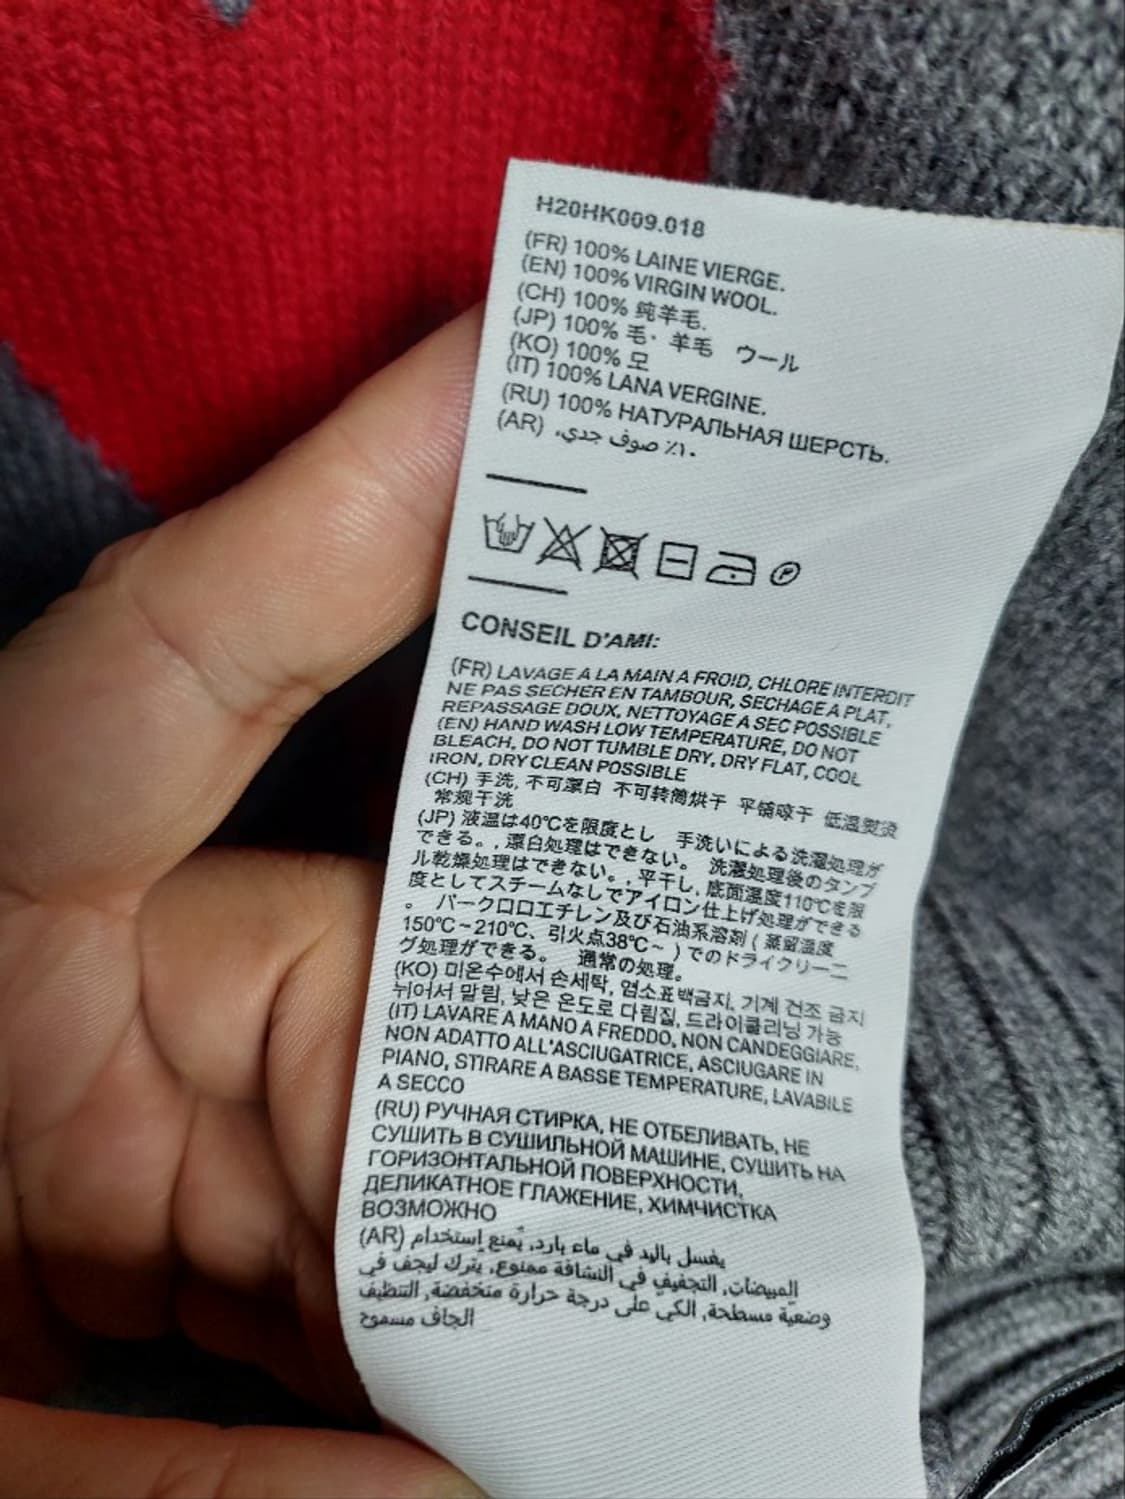 H20HK009.018
(FR) 100% LAINE VIERGE.
(EN) 100% VIRGIN WOOL.
(CH) 100% 纯羊毛.
(JP) 100% 毛・羊毛 ウール
(KO) 100% 모
(IT) 100% LANA VERGINE.
(RU) 100% НАТУРАЛЬНАЯ ШЕРСТЬ.
(AR) ٪١٠ صوف جدي.
P
CONSEIL D'AMI:
(FR) LAVAGE A LA MAIN A FROID, CHLORE INTERDIT
NE PAS SECHER EN TAMBOUR, SECHAGE A PLAT,
REPASSAGE DOUX, NETTOYAGE A SEC POSSIBLE
(EN) HAND WASH LOW TEMPERATURE, DO NOT
BLEACH, DO NOT TUMBLE DRY, DRY FLAT, COOL
IRON, DRY CLEAN POSSIBLE
(CH) 手洗, 不可漂白 不可转筒烘干 平铺晾干 低温熨烫
常规干洗
(JP) 液温は40℃を限度とし 手洗いによる洗濯処理が
できる。, 漂白処理はできない。 洗濯処理後のタンブ
ル乾燥処理はできない。, 平干し, 底面温度110℃を限
度としてスチームなしでアイロン仕上げ処理ができる
。 パークロロエチレン及び石油系溶剤 ( 蒸留温度
150℃~210℃、引火点38℃~ ) でのドライクリーニ
グ処理ができる。 通常の処理。
(KO) 미온수에서 손세탁, 염소표백금지, 기계 건조 금지
뉘어서 말림, 낮은 온도로 다림질, 드라이클리닝 가능
(IT) LAVARE A MANO A FREDDO, NON CANDEGGIARE,
NON ADATTO ALL'ASCIUGATRICE, ASCIUGARE IN
PIANO, STIRARE A BASSE TEMPERATURE, LAVABILE
A SECCO
(RU) РУЧНАЯ СТИРКА, НЕ ОТБЕЛИВАТЬ, НЕ
СУШИТЬ В СУШИЛЬНОЙ МАШИНЕ, СУШИТЬ НА
ГОРИЗОНТАЛЬНОЙ ПОВЕРХНОСТИ,
ДЕЛИКАТНОЕ ГЛАЖЕНИЕ, ХИМЧИСТКА
ВОЗМОЖНО
(AR) يغسل باليد في ماء بارد, يُمنع إستخدام
المبيضات, التجفيف في النشافة ممنوع, يترك ليجف في
وضعية مسطحة, الكي على درجة حرارة منخفضة, التنظيف
الجاف مسموح